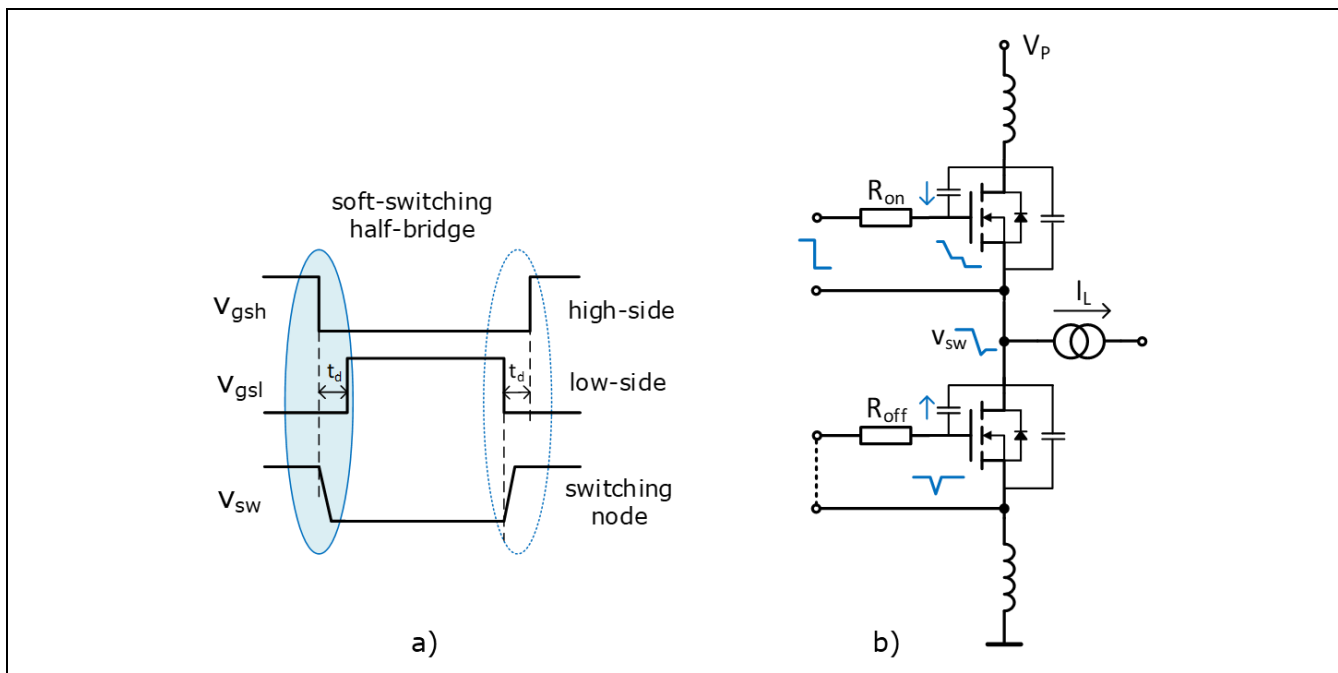 soft-switching
half-bridge
Vgsh
high-side
td
td
Vgsl
low-side
Vsw
switching
node
a)
VP
Ron
IL
vsw
Roff
b)